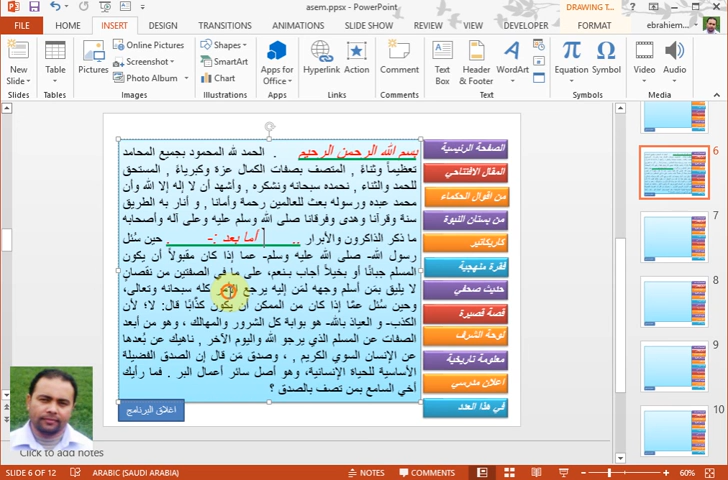 asem.ppsx - PowerPoint
DRAWING T...
FILE
HOME
INSERT
DESIGN
TRANSITIONS
ANIMATIONS
SLIDE SHOW
REVIEW
VIEW
DEVELOPER
FORMAT
ebrahiem...
New Slide
Table
Pictures
Online Pictures
Screenshot
Photo Album
Shapes
SmartArt
Chart
Apps for Office
Hyperlink
Action
Comment
Text Box
Header & Footer
WordArt
Equation
Symbol
Video
Audio
Slides
Tables
Images
Illustrations
Apps
Links
Comments
Text
Symbols
Media
بسم الله الرحمن الرحيم . الحمد لله المحمود بجميع المحامد
تعظيماً وثناءً , المتصف بصفات الكمال عزة وكبرياءً , المستحق
للحمد والثناء , نحمده سبحانه ونشكره , وأشهد أن لا إله إلا الله وأن
محمد عبده ورسوله بعث للعالمين رحمة وأمانا , و أنار به الطريق
سنة وقرآنا وهدى وفرقانا صلى الله وسلم عليه وعلى آله وأصحابه
ما ذكر الذاكرون والأبرار .. أما بعد :- . حين سُئل
رسول الله- صلى الله عليه وسلم- عما إذا كان مقبولاً أن يكون
المسلم جبانًا أو بخيلاً أجاب بـنعم، على ما في الصفتين من نقصانٍ
لا يليق بمَن أسلم وجهه لمَن إليه يرجع الأمر كله سبحانه وتعالى،
وحين سُئل عمّا إذا كان من الممكن أن يكون كذّابًا قال: لا؛ لأن
الكذب- و العياذ بالله- هو بوابة كل الشرور والمهالك ، وهو من أبعد
الصفات عن المسلم الذي يرجو الله واليوم الآخر , ناهيك عن بُعدها
عن الإنسان السوي الكريم , , وصدق مَن قال إن الصدق الفضيلة
الأساسية للحياة الإنسانية، وهو أصل سائر أعمال البر . فما رأيك
أخي السامع بمن تصف بالصدق ؟
الصفحة الرئيسية
المقال الافتتاحي
من اقوال الحكماء
من بستان النبوة
كاريكاتير
فقرة منهجية
حديث صحفي
قصة قصيرة
لوحة الشرف
معلومة تاريخية
اعلان مدرسي
في هذا العدد
اغلاق البرنامج
6
7
8
9
10
Click to add notes
SLIDE 6 OF 12
ARABIC (SAUDI ARABIA)
NOTES
COMMENTS
60%